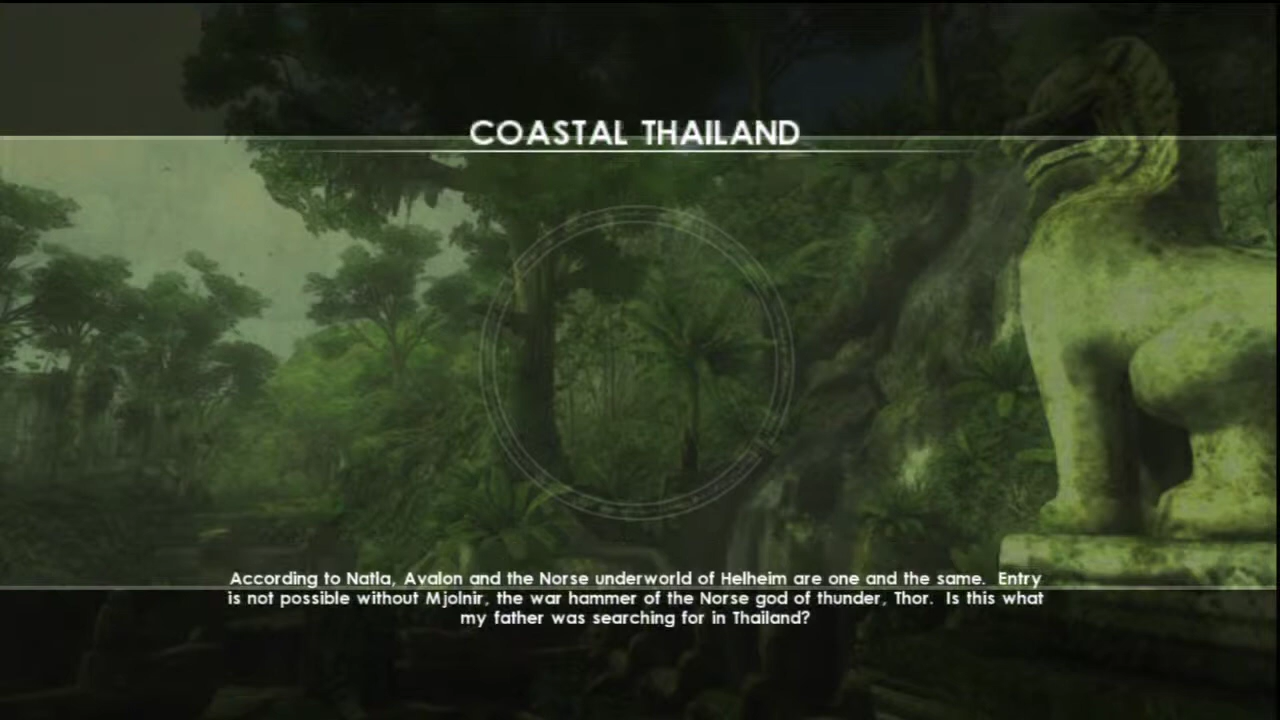 COASTAL THAILAND
According to Natla, Avalon and the Norse underworld of Helheim are one and the same.  Entry
is not possible without Mjolnir, the war hammer of the Norse god of thunder, Thor.  Is this what
my father was searching for in Thailand?